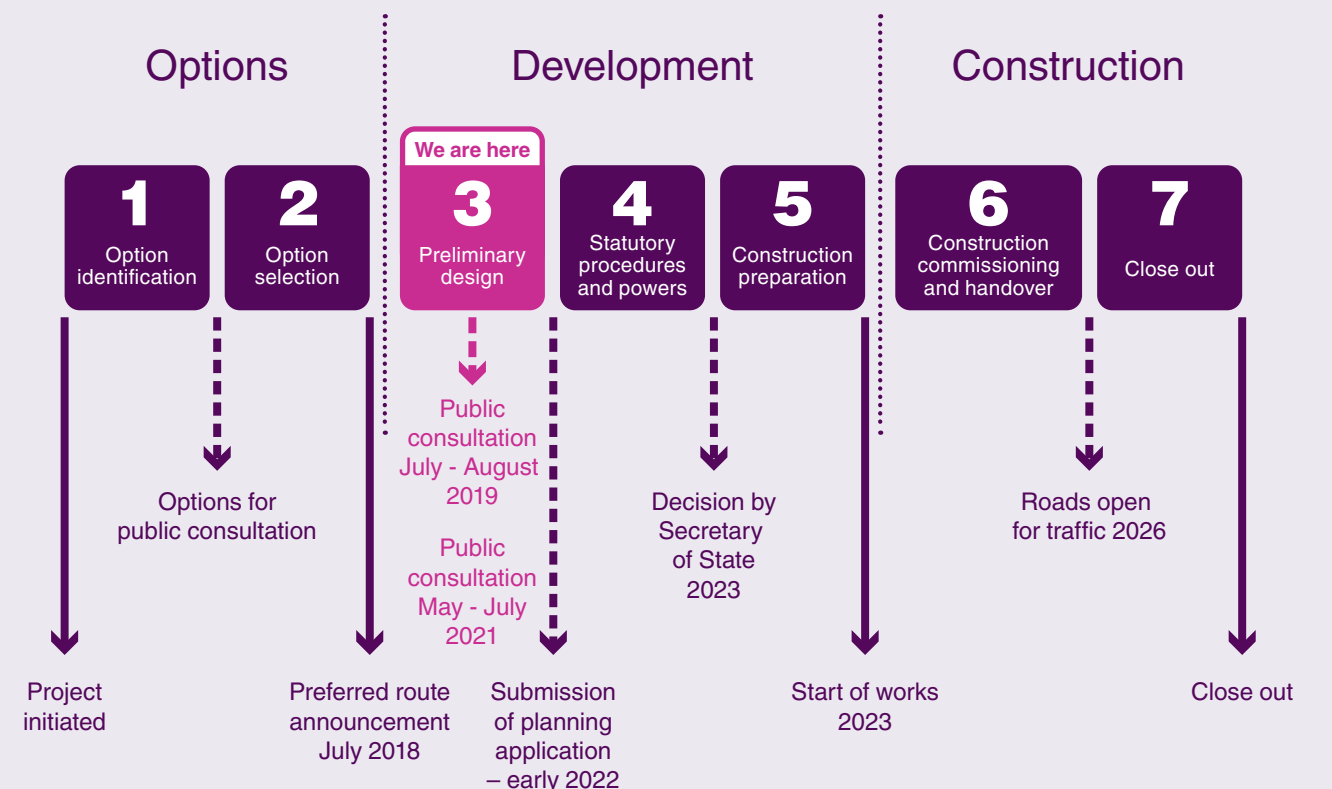 Options
Development
Construction
We are here
1
Option
identification
2
Option
selection
3
Preliminary
design
4
Statutory
procedures
and powers
5
Construction
preparation
6
Construction
commissioning
and handover
7
Close out
Public
consultation
July - August
2019
Public
consultation
May - July
2021
Options for
public consultation
Decision by
Secretary
of State
2023
Roads open
for traffic 2026
Project
initiated
Preferred route
announcement
July 2018
Submission
of planning
application
– early 2022
Start of works
2023
Close out